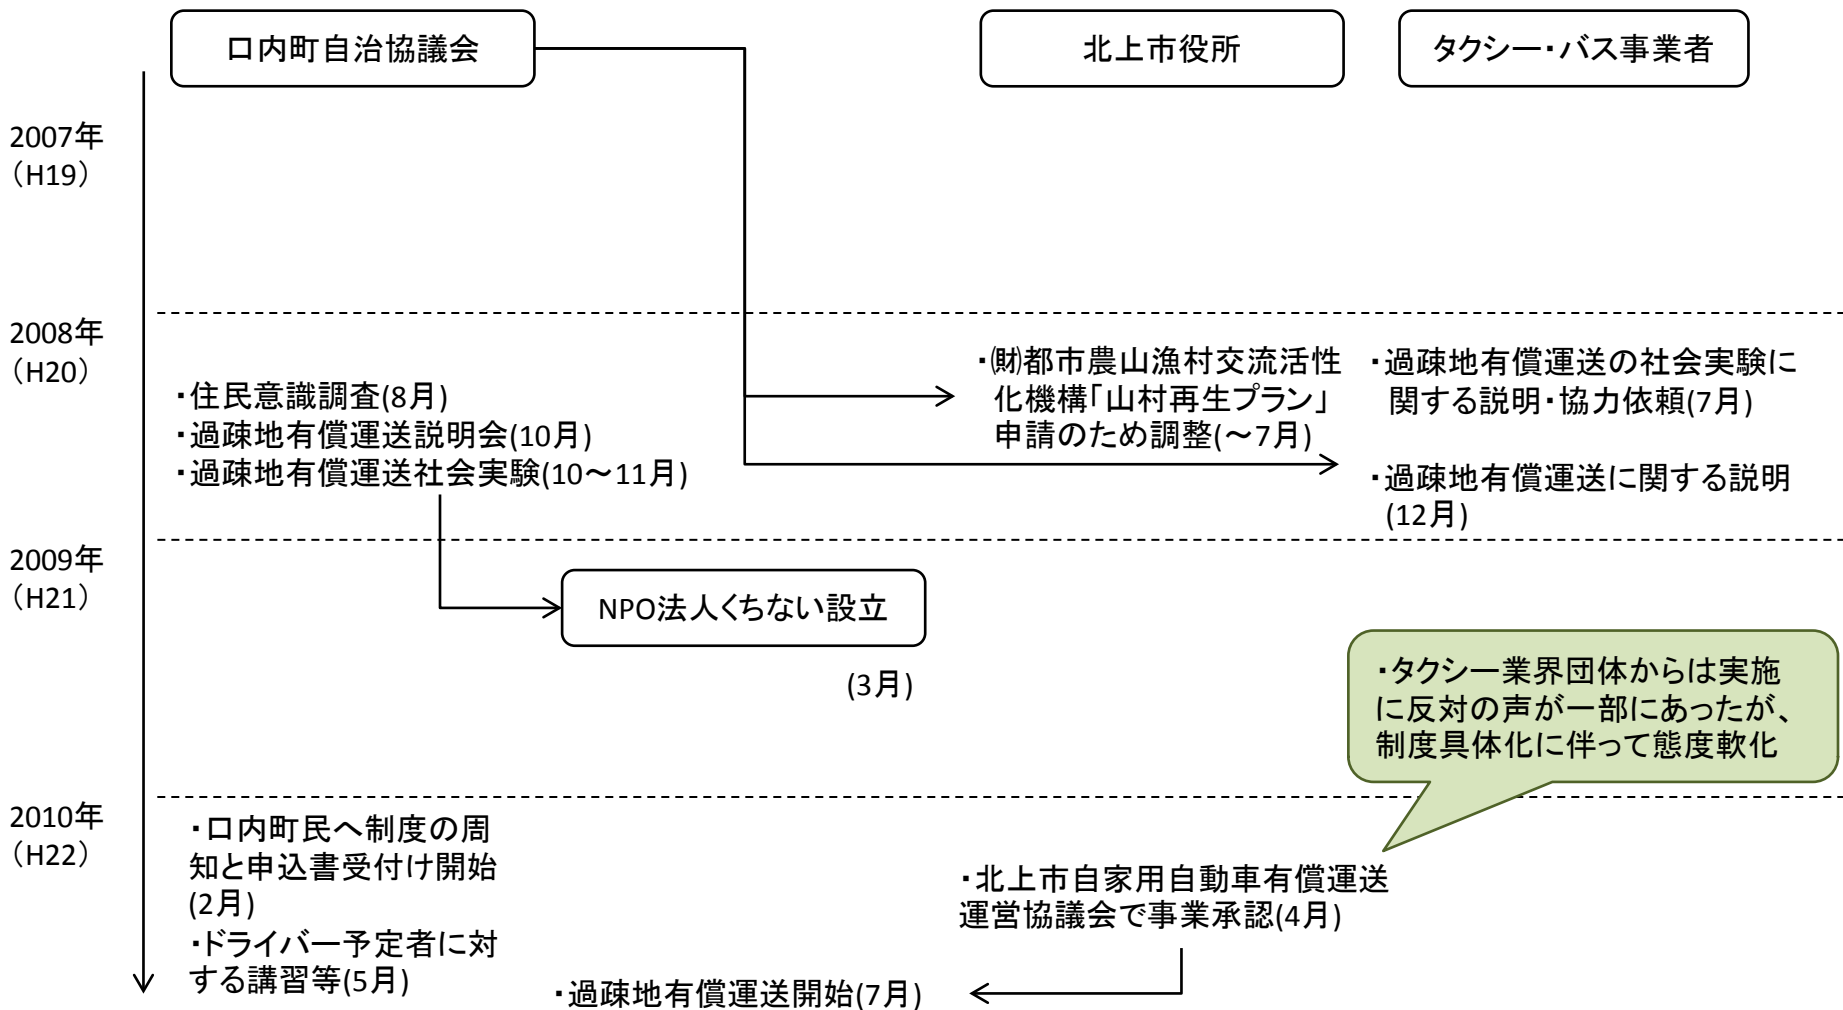 口内町自治協議会
北上市役所
タクシー・バス事業者
2007年
（H19）
2008年
（H20）
・住民意識調査(8月)
・過疎地有償運送説明会(10月)
・過疎地有償運送社会実験(10～11月)
・㈶都市農山漁村交流活性
化機構「山村再生プラン」
申請のため調整(～7月)
・過疎地有償運送の社会実験に
関する説明・協力依頼(7月)
・過疎地有償運送に関する説明
(12月)
2009年
（H21）
NPO法人くちない設立
(3月)
・タクシー業界団体からは実施
に反対の声が一部にあったが、
制度具体化に伴って態度軟化
2010年
（H22）
・口内町民へ制度の周
知と申込書受付け開始
(2月)
・ドライバー予定者に対
する講習等(5月)
・北上市自家用自動車有償運送
運営協議会で事業承認(4月)
・過疎地有償運送開始(7月)